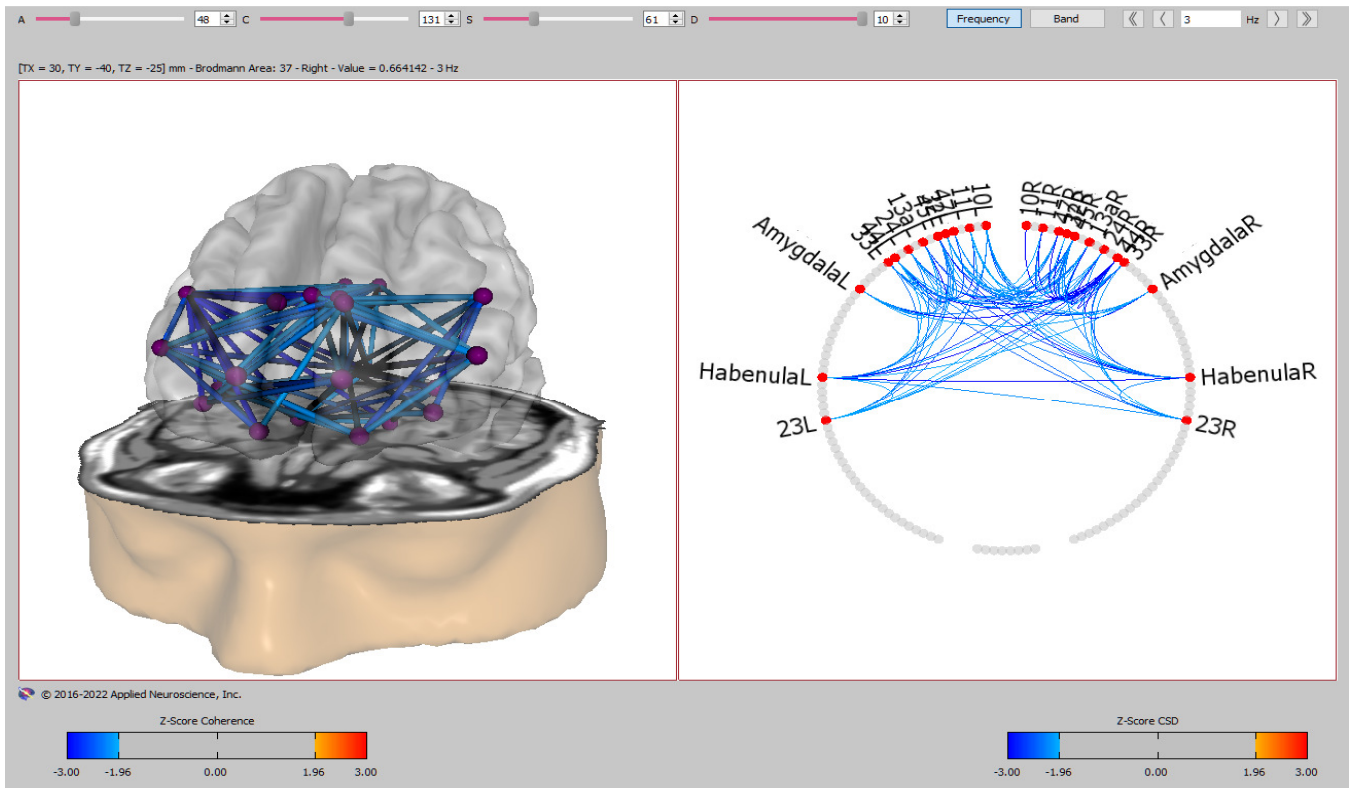 A 48 C 131 S 61 D 10 Frequency Band 3 Hz
[TX = 30, TY = -40, TZ = -25] mm - Brodmann Area: 37 - Right - Value = 0.664142 - 3 Hz
10R
11R
33R
AmygdalaL
AmygdalaR
HabenulaL
HabenulaR
23L
23R
© 2016-2022 Applied Neuroscience, Inc.
Z-Score Coherence
-3.00 -1.96 0.00 1.96 3.00
Z-Score CSD
-3.00 -1.96 0.00 1.96 3.00